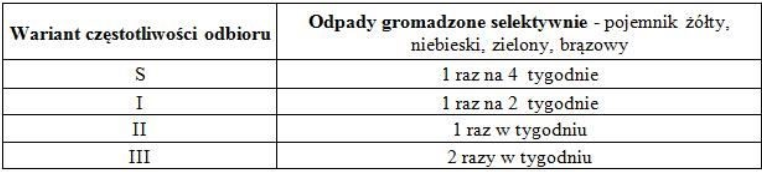 Wariant częstotliwości odbioru
Odpady gromadzone selektywnie - pojemnik żółty,
niebieski, zielony, brązowy
S
1 raz na 4 tygodnie
I
1 raz na 2 tygodnie
II
1 raz w tygodniu
III
2 razy w tygodniu